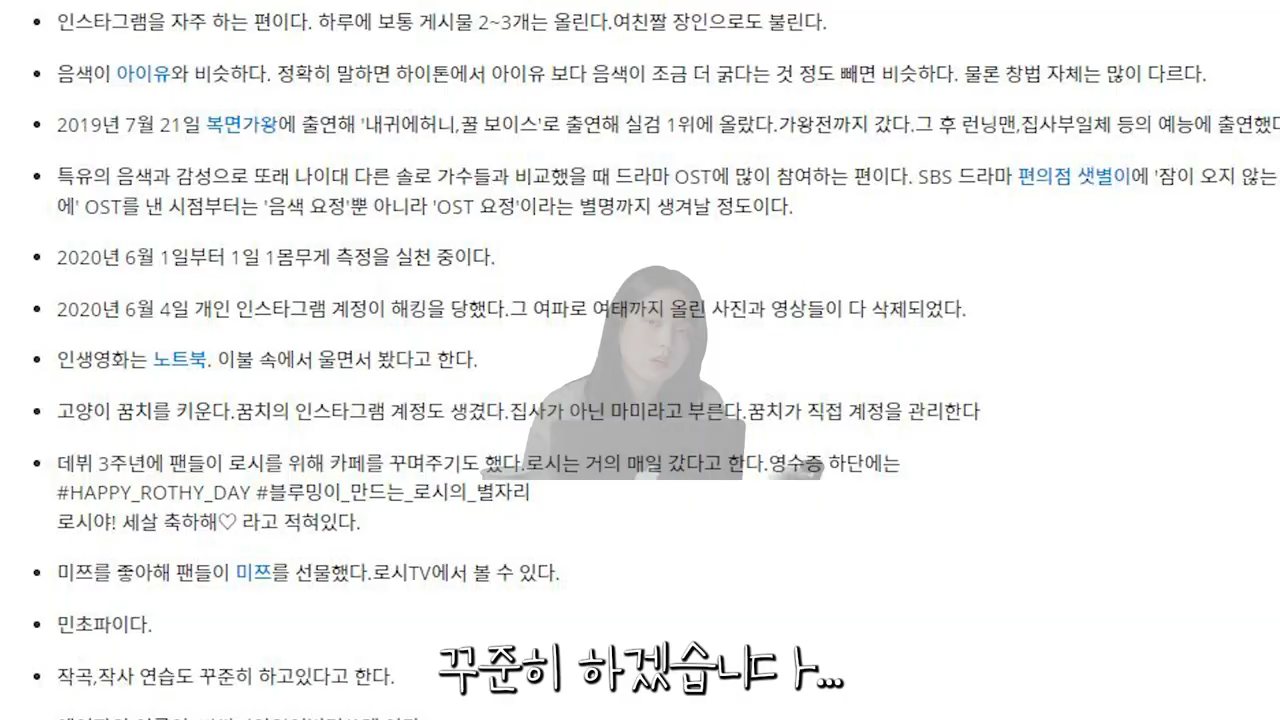 인스타그램을 자주 하는 편이다. 하루에 보통 게시물 2~3개는 올린다.여친짤 장인으로도 불린다.
음색이 아이유와 비슷하다. 정확히 말하면 하이톤에서 아이유 보다 음색이 조금 더 굵다는 것 정도 빼면 비슷하다. 물론 창법 자체는 많이 다르다.
2019년 7월 21일 복면가왕에 출연해 '내귀에허니,꿀 보이스'로 출연해 실검 1위에 올랐다.가왕전까지 갔다.그 후 런닝맨,집사부일체 등의 예능에 출연했다
특유의 음색과 감성으로 또래 나이대 다른 솔로 가수들과 비교했을 때 드라마 OST에 많이 참여하는 편이다. SBS 드라마 편의점 샛별이에 '잠이 오지 않는
에' OST를 낸 시점부터는 '음색 요정'뿐 아니라 'OST 요정'이라는 별명까지 생겨날 정도이다.
2020년 6월 1일부터 1일 1몸무게 측정을 실천 중이다.
2020년 6월 4일 개인 인스타그램 계정이 해킹을 당했다.그 여파로 여태까지 올린 사진과 영상들이 다 삭제되었다.
인생영화는 노트북. 이불 속에서 울면서 봤다고 한다.
고양이 꿈치를 키운다.꿈치의 인스타그램 계정도 생겼다.집사가 아닌 마미라고 부른다.꿈치가 직접 계정을 관리한다
데뷔 3주년에 팬들이 로시를 위해 카페를 꾸며주기도 했다.로시는 거의 매일 갔다고 한다.영수증 하단에는
#HAPPY_ROTHY_DAY #블루밍이_만드는_로시의_별자리
로시야! 세살 축하해♡ 라고 적혀있다.
미쯔를 좋아해 팬들이 미쯔를 선물했다.로시TV에서 볼 수 있다.
민초파이다.
작곡,작사 연습도 꾸준히 하고있다고 한다.
꾸준히 하겠습니다...